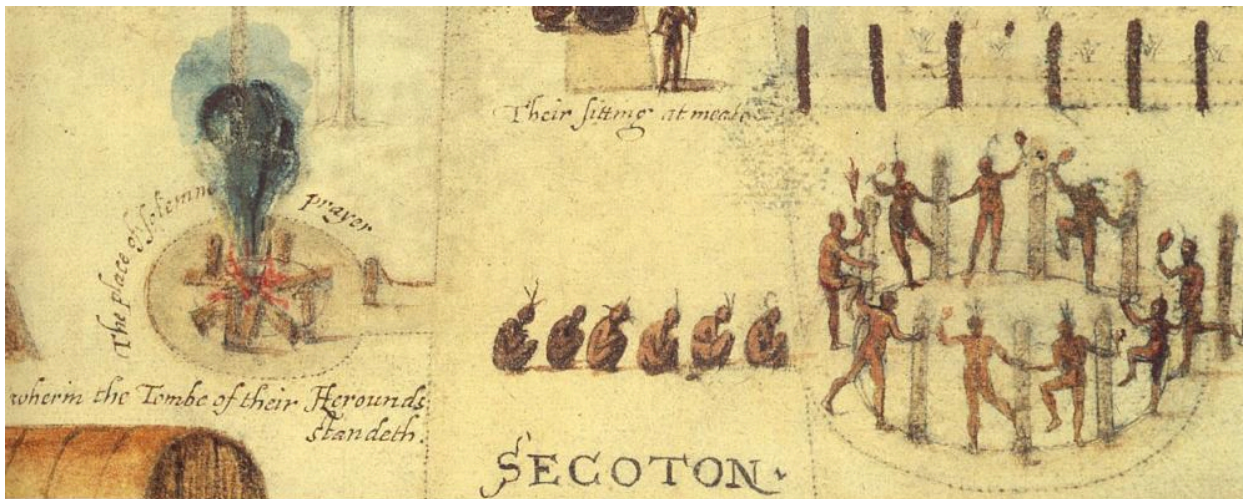 Their sitting at meate
The place of solemne prayer
wherin the Tombe of their Herounds
standeth.
SECOTON.